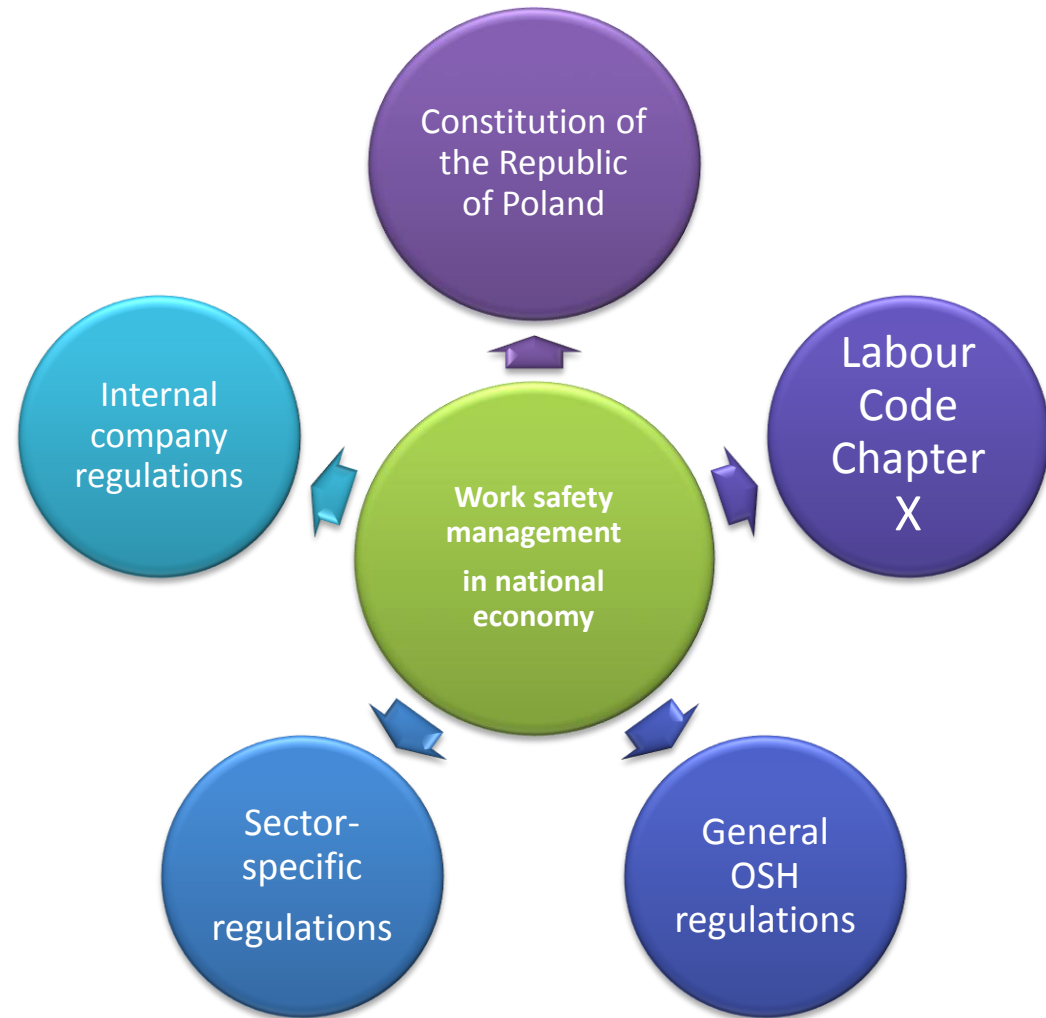 Constitution of
the Republic
of Poland
Labour
Code
Chapter
X
General
OSH
regulations
Sector-
specific
regulations
Internal
company
regulations
Work safety
management
in national
economy